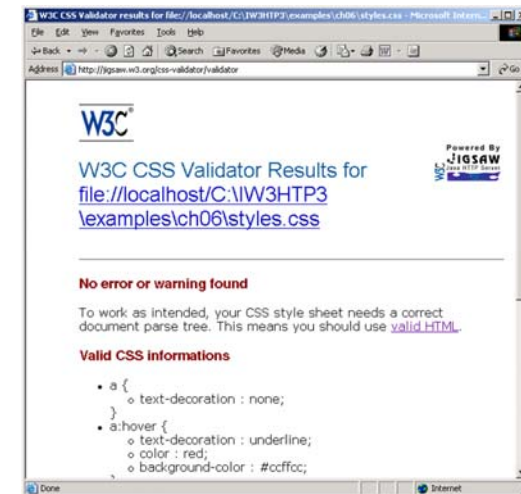 W3C CSS Validator results for file://localhost/C:\IW3HTP3\examples\ch06\styles.css - Microsoft Intern...
File Edit View Favorites Tools Help
Back Search Favorites Media
Address http://jigsaw.w3.org/css-validator/validator Go
W3C
Powered By
JIGSAW
W3C Java HTTP Server
W3C CSS Validator Results for
file://localhost/C:\IW3HTP3
\examples\ch06\styles.css
No error or warning found
To work as intended, your CSS style sheet needs a correct
document parse tree. This means you should use valid HTML.
Valid CSS informations
• a {
o text-decoration : none;
}
• a:hover {
o text-decoration : underline;
o color : red;
o background-color : #ccffcc;
}
Done Internet